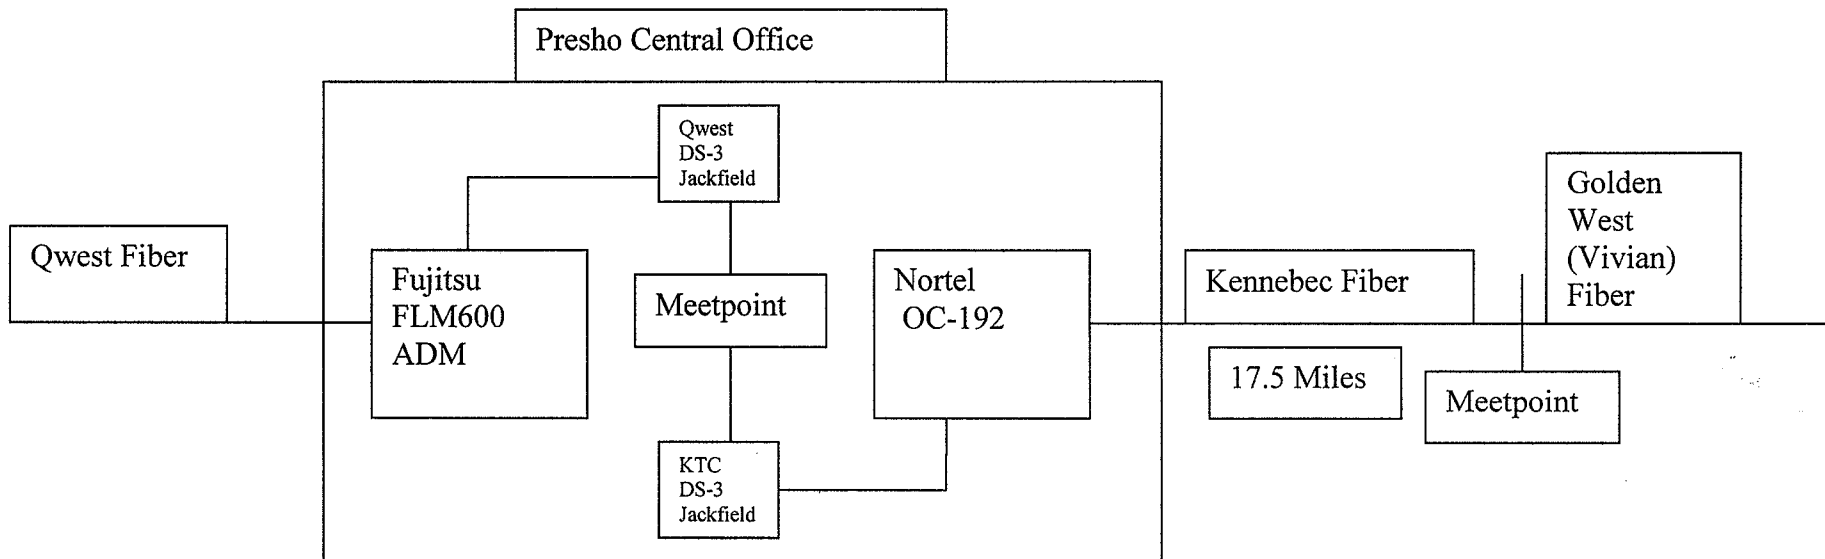 Presho Central Office
Qwest
DS-3
Jackfield
Qwest Fiber
Fujitsu
FLM600
ADM
Meetpoint
Nortel
OC-192
Kennebec Fiber
Golden
West
(Vivian)
Fiber
17.5 Miles
Meetpoint
KTC
DS-3
Jackfield